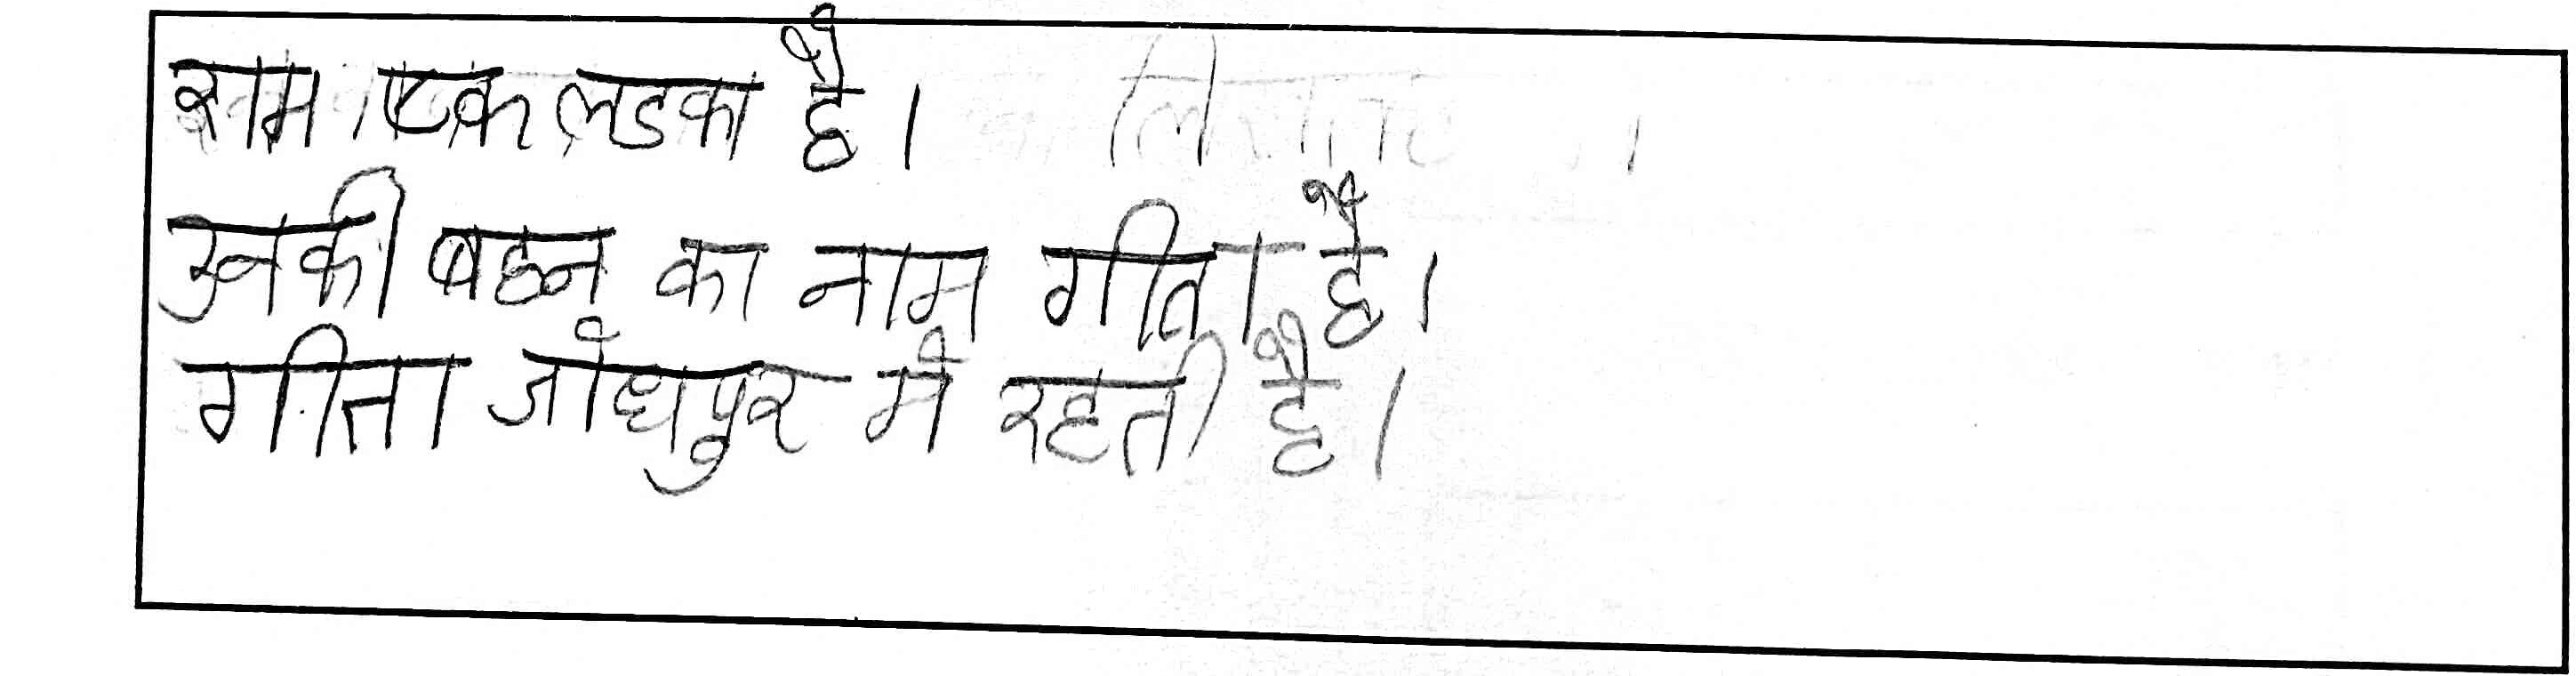 राम एक लडका है।
उनकी बहन का नाम गीता है।
गीता जोधपुर मे रहती है।